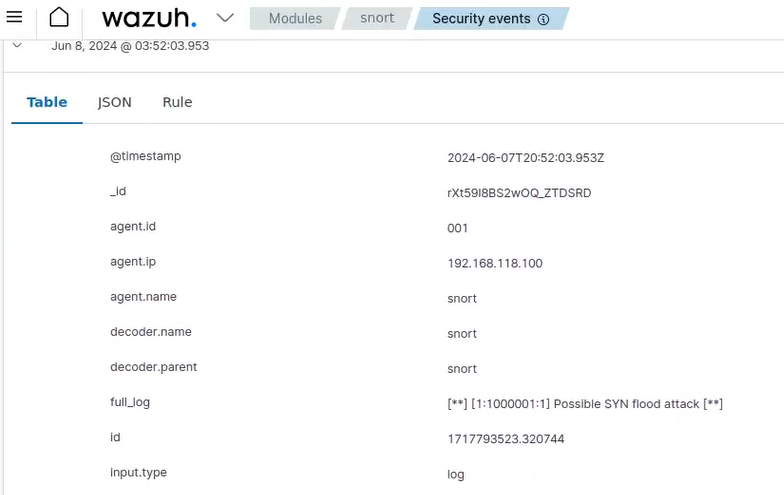 wazuh. Modules snort Security events
Jun 8, 2024 @ 03:52:03.953
Table JSON Rule
@timestamp 2024-06-07T20:52:03.953Z
_id rXt59I8BS2wOQ_ZTDSRD
agent.id 001
agent.ip 192.168.118.100
agent.name snort
decoder.name snort
decoder.parent snort
full_log [**] [1:1000001:1] Possible SYN flood attack [**]
id 1717793523.320744
input.type log